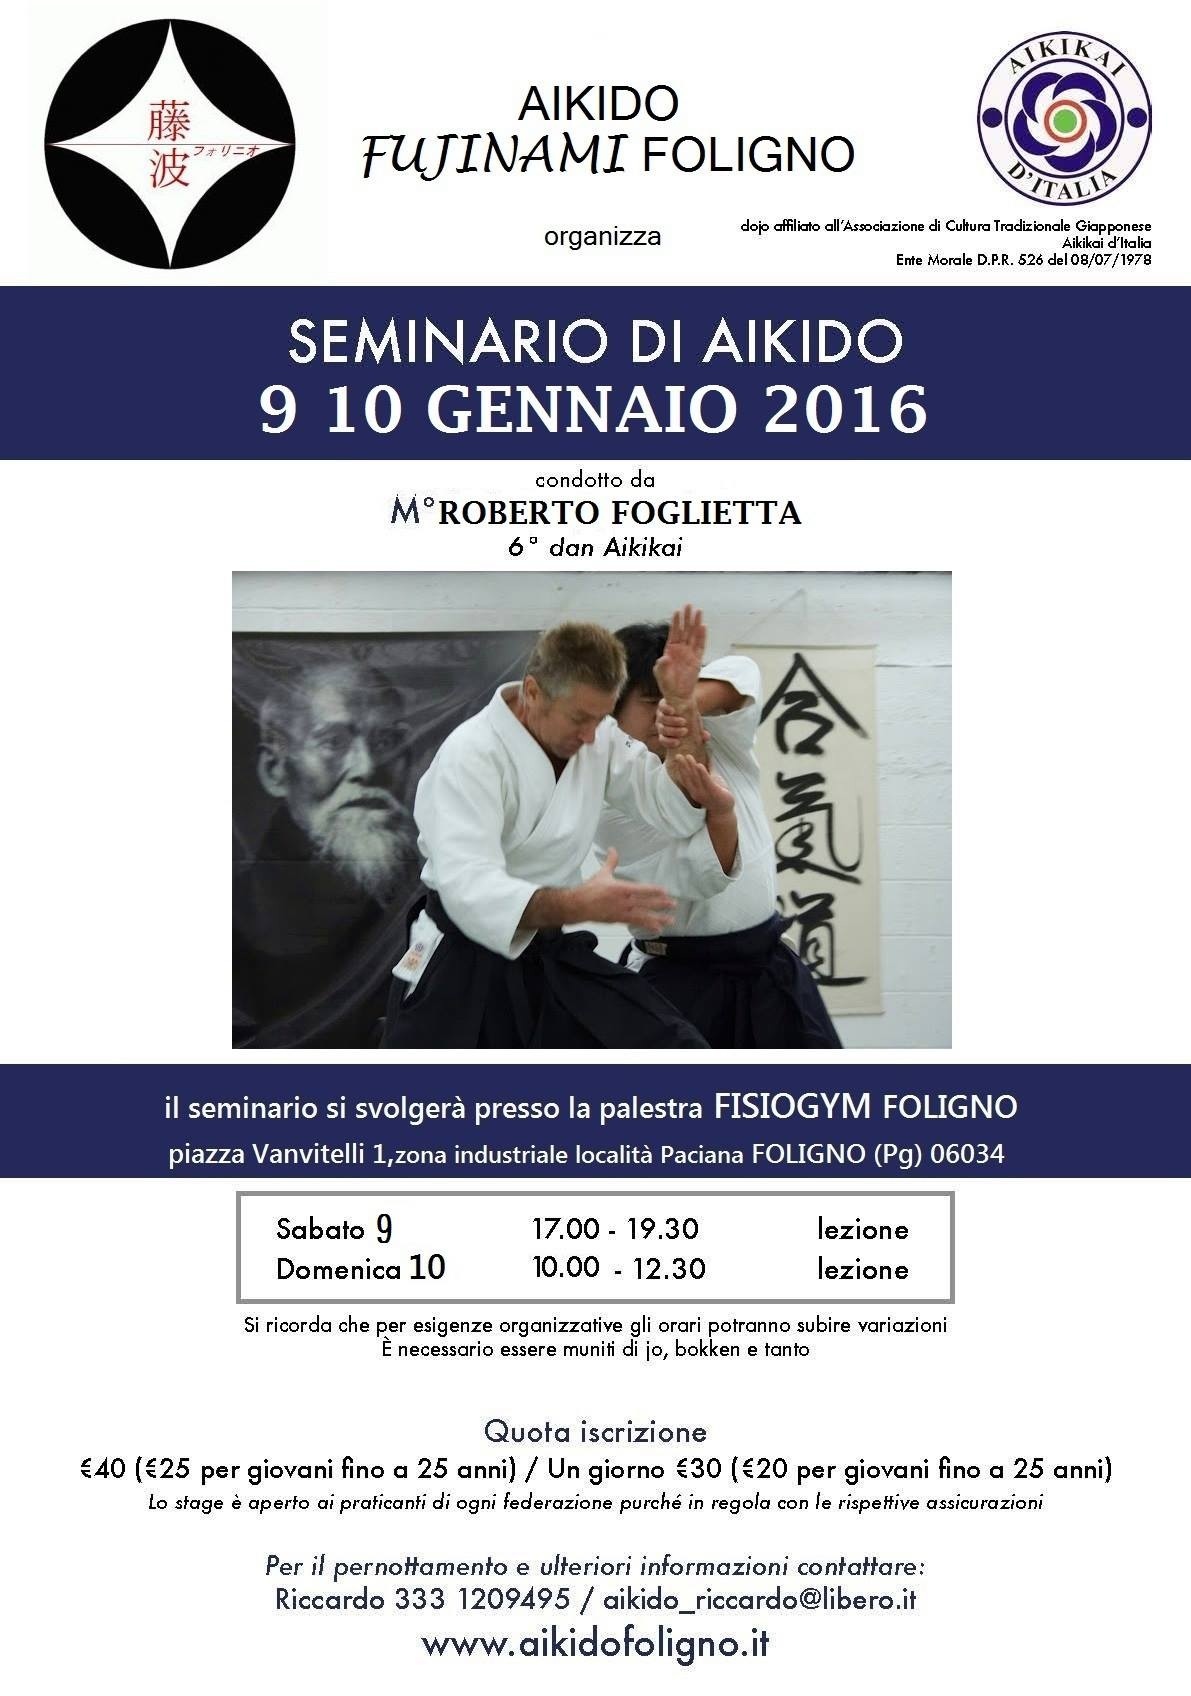 藤
波
フォリニオ
AIKIDO
FUJINAMI FOLIGNO
organizza
AIKIKAI
D'ITALIA
dojo affiliato all'Associazione di Cultura Tradizionale Giapponese
Aikikai d'Italia
Ente Morale D.P.R. 526 del 08/07/1978
SEMINARIO DI AIKIDO
9 10 GENNAIO 2016
condotto da
M° ROBERTO FOGLIETTA
6° dan Aikikai
合
氣
道
il seminario si svolgerà presso la palestra FISIOGYM FOLIGNO
piazza Vanvitelli 1,zona industriale località Paciana FOLIGNO (Pg) 06034
Sabato 9 17.00 - 19.30 lezione
Domenica 10 10.00 - 12.30 lezione
Si ricorda che per esigenze organizzative gli orari potranno subire variazioni
È necessario essere muniti di jo, bokken e tanto
Quota iscrizione
€40 (€25 per giovani fino a 25 anni) / Un giorno €30 (€20 per giovani fino a 25 anni)
Lo stage è aperto ai praticanti di ogni federazione purché in regola con le rispettive assicurazioni
Per il pernottamento e ulteriori informazioni contattare:
Riccardo 333 1209495 / aikido_riccardo@libero.it
www.aikidofoligno.it